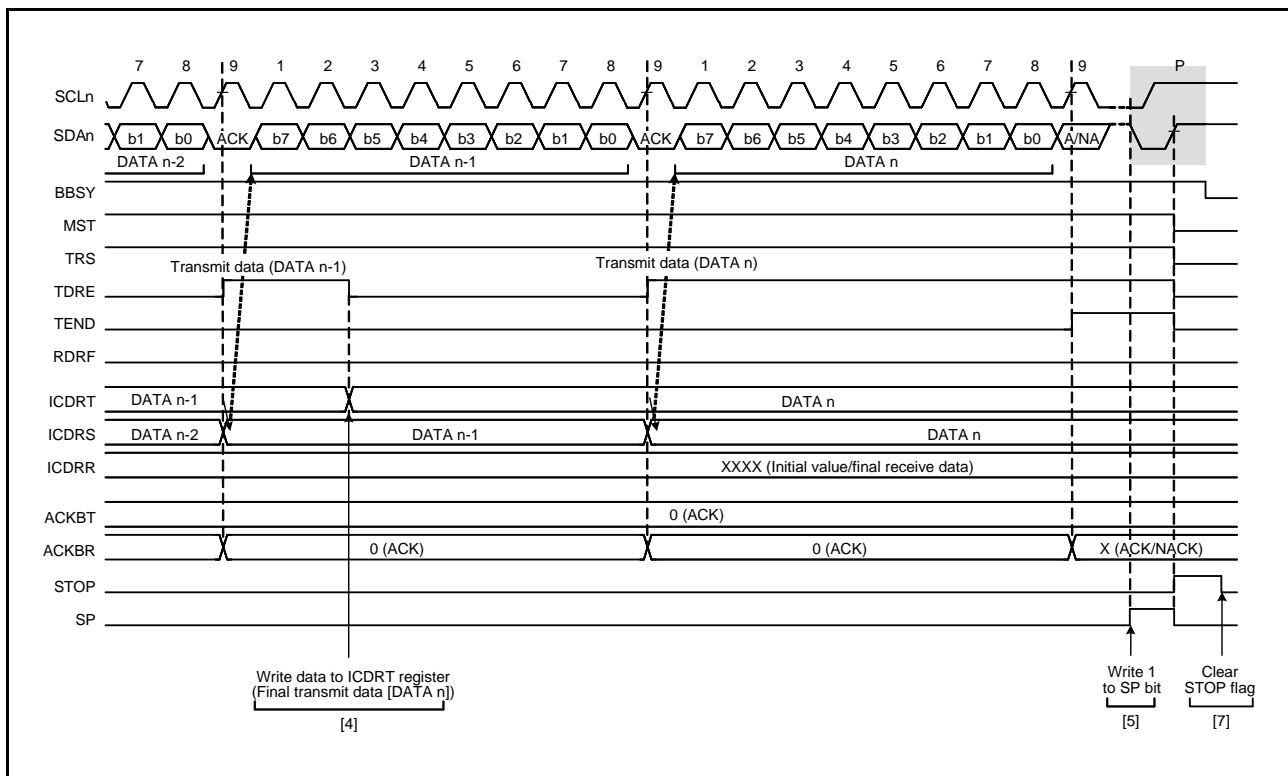 7 8 9 1 2 3 4 5 6 7 8 9 1 2 3 4 5 6 7 8 9 P
SCLn
SDAn b1 b0 ACK b7 b6 b5 b4 b3 b2 b1 b0 ACK b7 b6 b5 b4 b3 b2 b1 b0 A/NA
DATA n-2 DATA n-1 DATA n
BBSY
MST
TRS
Transmit data (DATA n-1) Transmit data (DATA n)
TDRE
TEND
RDRF
ICDRT DATA n-1 DATA n
ICDRS DATA n-2 DATA n-1 DATA n
ICDRR XXXX (Initial value/final receive data)
ACKBT 0 (ACK)
ACKBR 0 (ACK) 0 (ACK) X (ACK/NACK)
STOP
SP
Write data to ICDRT register
(Final transmit data [DATA n])
[4]
Write 1
to SP bit
[5]
Clear
STOP flag
[7]